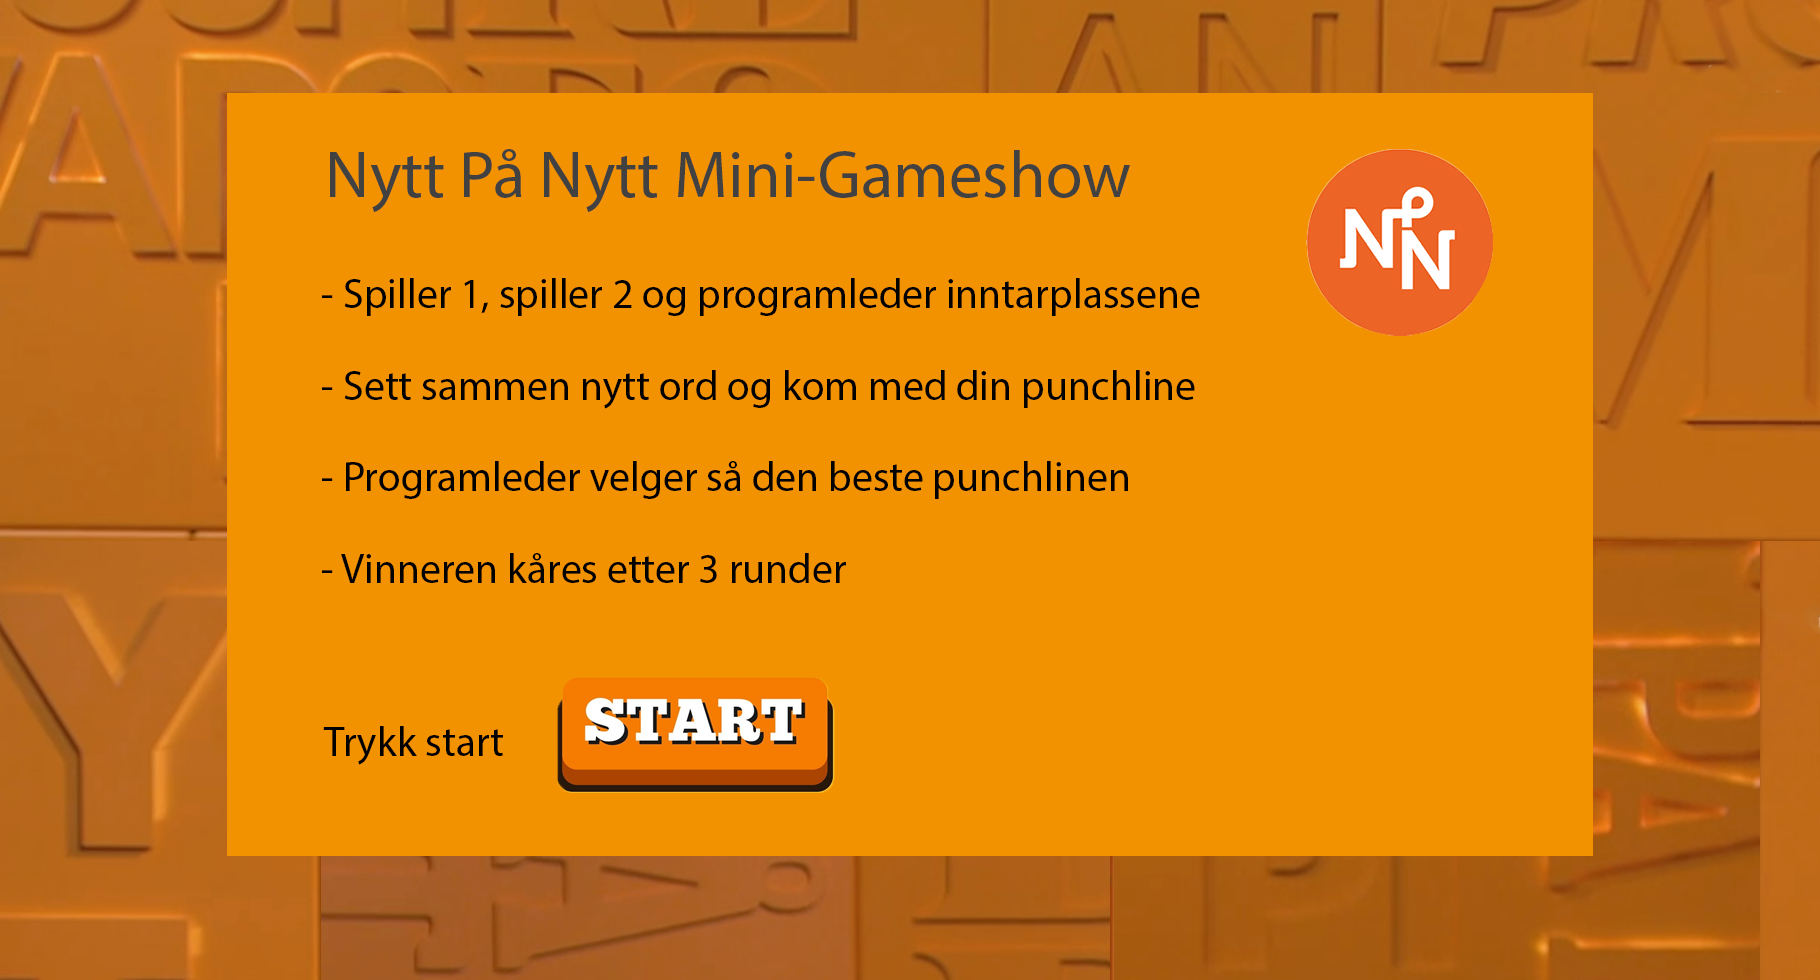 Nytt På Nytt Mini-Gameshow
NPN
- Spiller 1, spiller 2 og programleder inntarplassene
- Sett sammen nytt ord og kom med din punchline
- Programleder velger så den beste punchlinen
- Vinneren kåres etter 3 runder
Trykk start
START